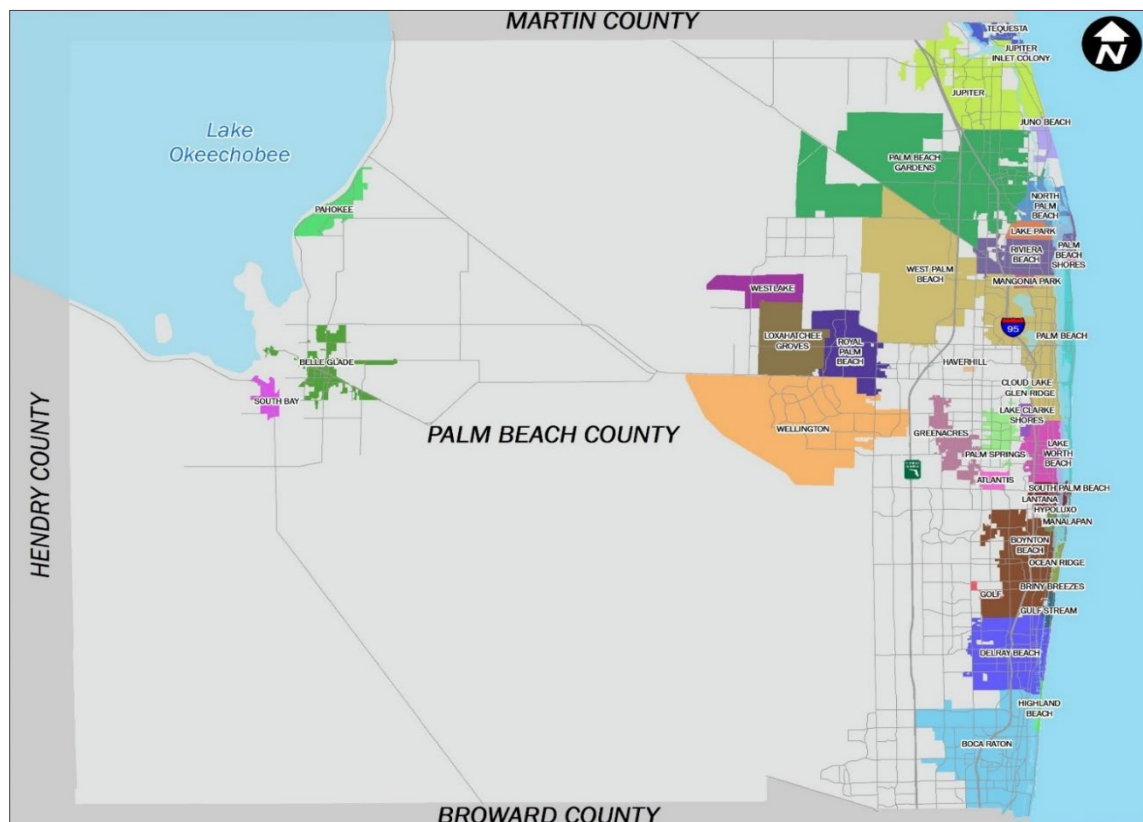 MARTIN COUNTY
TEQUESTA
N
JUPITER
INLET COLONY
JUPITER
JUNO BEACH
Lake
Okeechobee
PALM BEACH
GARDENS
PAHOKEE
NORTH
PALM
BEACH
LAKE PARK
RIVIERA
BEACH
PALM
BEACH
SHORES
WEST PALM
BEACH
MANGONIA PARK
WESTLAKE
95
LOXAHATCHEE
GROVES
ROYAL
PALM
BEACH
PALM BEACH
BELLE GLADE
HAVERHILL
CLOUD LAKE
GLEN RIDGE
SOUTH BAY
LAKE CLARKE
SHORES
PALM BEACH COUNTY
WELLINGTON
GREENACRES
LAKE
WORTH
BEACH
PALM SPRINGS
ATLANTIS
SOUTH PALM BEACH
LANTANA
HYPOLUXO
MANALAPAN
HENDRY COUNTY
BOYNTON
BEACH
OCEAN RIDGE
BRINY BREEZES
GOLF
GULF STREAM
DELRAY BEACH
HIGHLAND
BEACH
BOCA RATON
BROWARD COUNTY